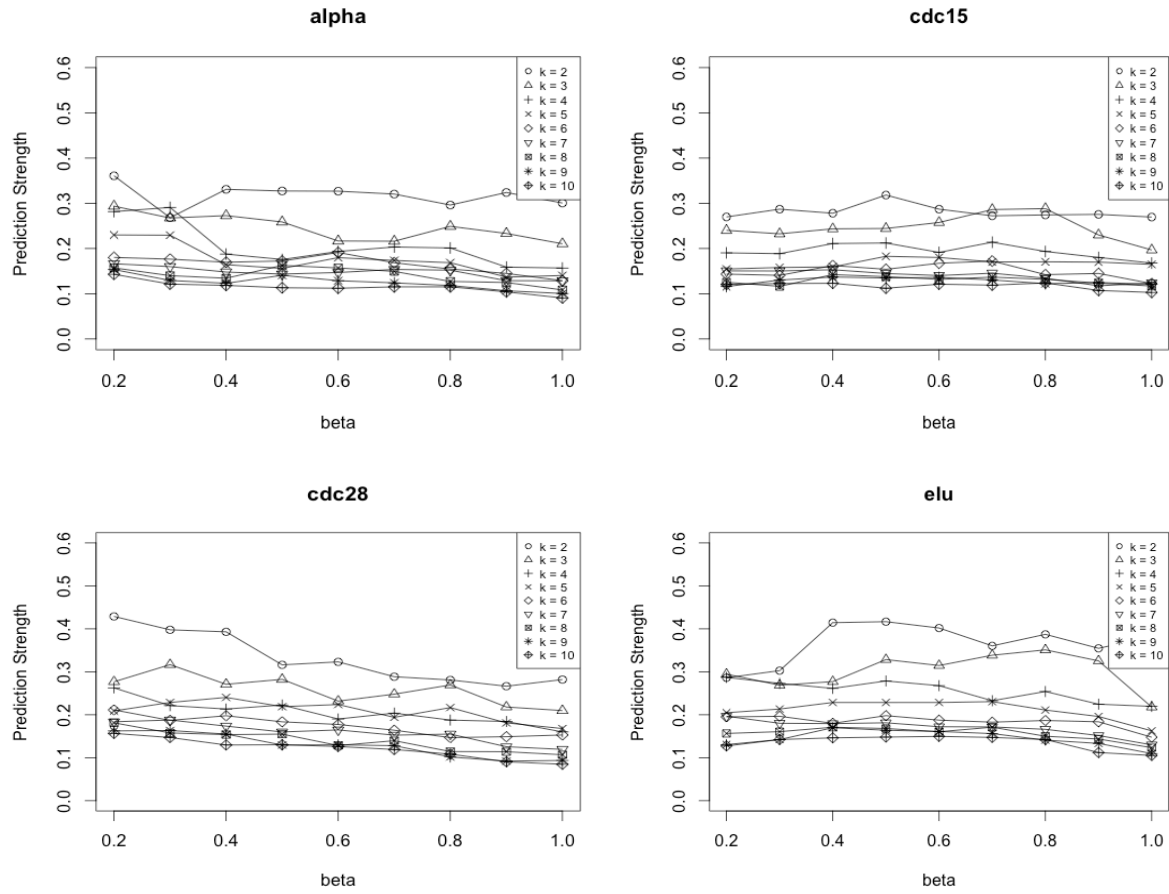 alpha
Prediction Strength
0.6
0.5
0.4
0.3
0.2
0.1
0.0
k = 2
k = 3
k = 4
k = 5
k = 6
k = 7
k = 8
k = 9
k = 10
0.2 0.4 0.6 0.8 1.0
beta
cdc15
Prediction Strength
0.6
0.5
0.4
0.3
0.2
0.1
0.0
k = 2
k = 3
k = 4
k = 5
k = 6
k = 7
k = 8
k = 9
k = 10
0.2 0.4 0.6 0.8 1.0
beta
cdc28
Prediction Strength
0.6
0.5
0.4
0.3
0.2
0.1
0.0
k = 2
k = 3
k = 4
k = 5
k = 6
k = 7
k = 8
k = 9
k = 10
0.2 0.4 0.6 0.8 1.0
beta
elu
Prediction Strength
0.6
0.5
0.4
0.3
0.2
0.1
0.0
k = 2
k = 3
k = 4
k = 5
k = 6
k = 7
k = 8
k = 9
k = 10
0.2 0.4 0.6 0.8 1.0
beta